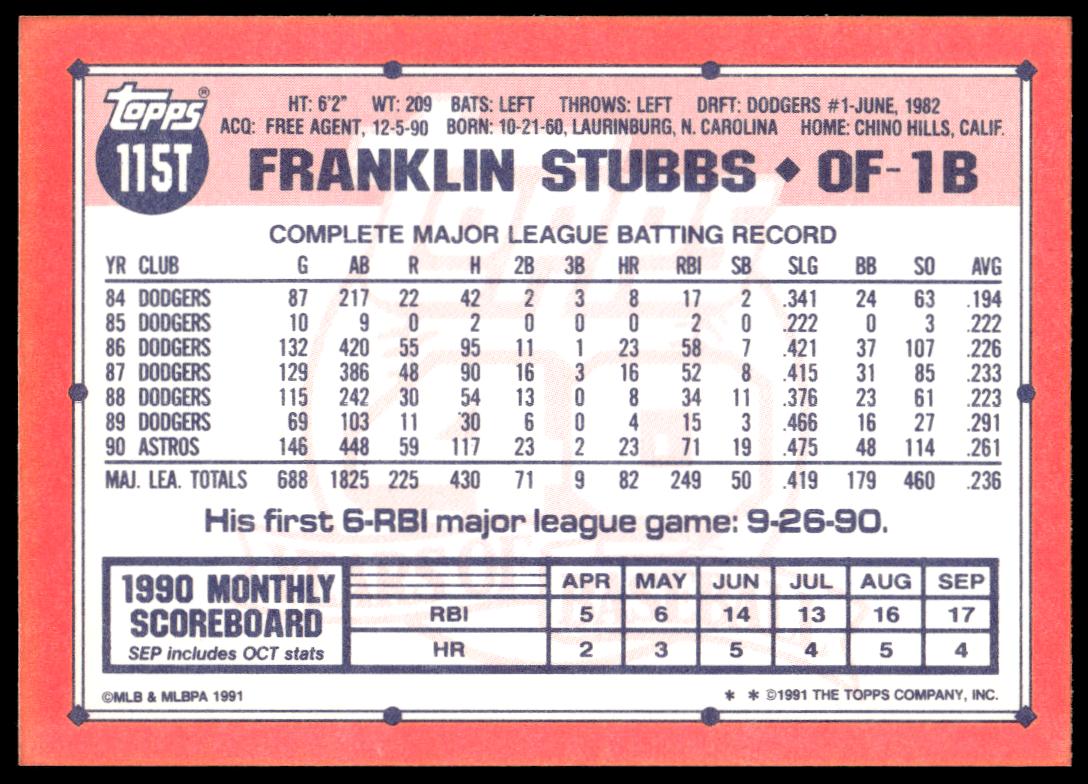 Topps®
115T
HT: 6'2" WT: 209 BATS: LEFT THROWS: LEFT DRFT: DODGERS #1-JUNE, 1982
ACQ: FREE AGENT, 12-5-90 BORN: 10-21-60, LAURINBURG, N. CAROLINA HOME: CHINO HILLS, CALIF.
FRANKLIN STUBBS ◆ OF-1B
COMPLETE MAJOR LEAGUE BATTING RECORD
YR CLUB G AB R H 2B 3B HR RBI SB SLG BB SO AVG
84 DODGERS 87 217 22 42 2 3 8 17 2 .341 24 63 .194
85 DODGERS 10 9 0 2 0 0 0 2 0 .222 0 3 .222
86 DODGERS 132 420 55 95 11 1 23 58 7 .421 37 107 .226
87 DODGERS 129 386 48 90 16 3 16 52 8 .415 31 85 .233
88 DODGERS 115 242 30 54 13 0 8 34 11 .376 23 61 .223
89 DODGERS 69 103 11 30 6 0 4 15 3 .466 16 27 .291
90 ASTROS 146 448 59 117 23 2 23 71 19 .475 48 114 .261
MAJ. LEA. TOTALS 688 1825 225 430 71 9 82 249 50 .419 179 460 .236
His first 6-RBI major league game: 9-26-90.
1990 MONTHLY
SCOREBOARD
SEP includes OCT stats
APR MAY JUN JUL AUG SEP
RBI 5 6 14 13 16 17
HR 2 3 5 4 5 4
©MLB & MLBPA 1991
* * ©1991 THE TOPPS COMPANY, INC.